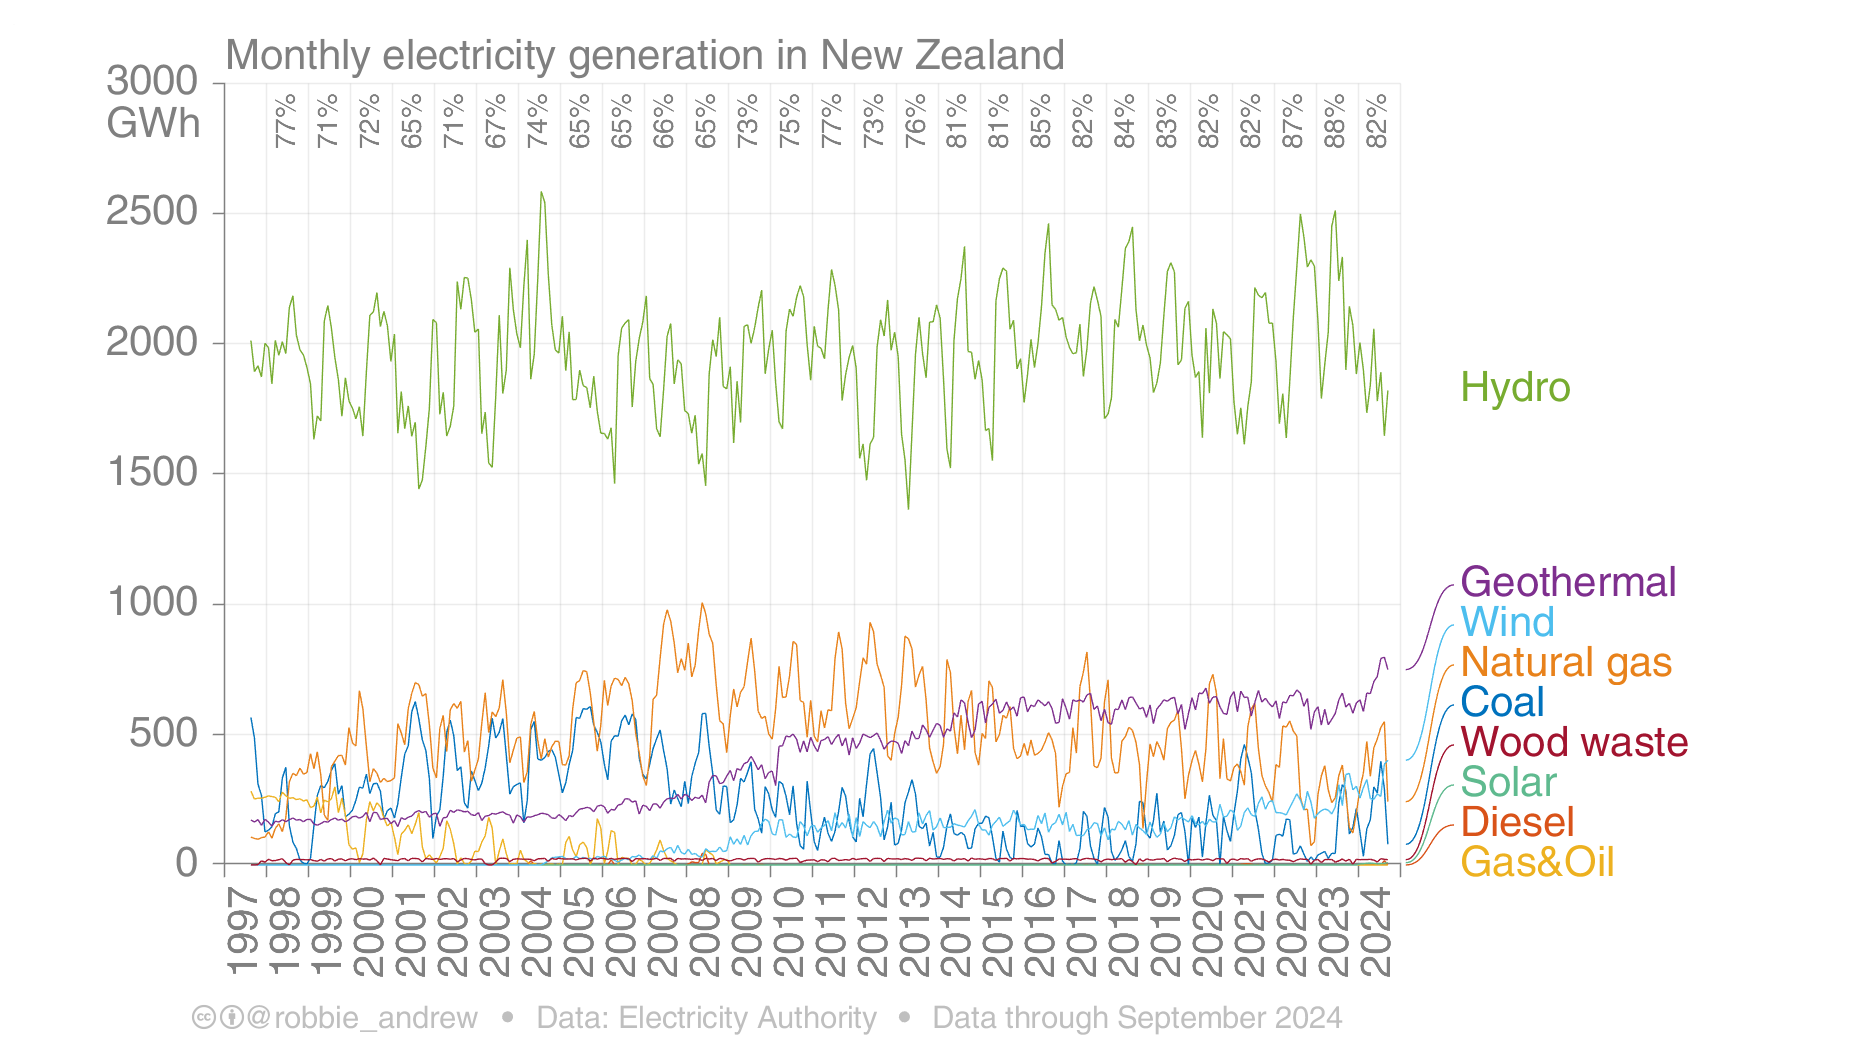 Monthly electricity generation in New Zealand
3000
GWh
77% 71% 72% 65% 71% 67% 74% 65% 65% 66% 65% 73% 75% 77% 73% 76% 81% 81% 85% 82% 84% 83% 82% 82% 87% 88% 82%
2500
2000
Hydro
1500
1000
Geothermal
Wind
Natural gas
Coal
500
Wood waste
Solar
Diesel
Gas&Oil
0
1997 1998 1999 2000 2001 2002 2003 2004 2005 2006 2007 2008 2009 2010 2011 2012 2013 2014 2015 2016 2017 2018 2019 2020 2021 2022 2023 2024
cc @robbie_andrew • Data: Electricity Authority • Data through September 2024